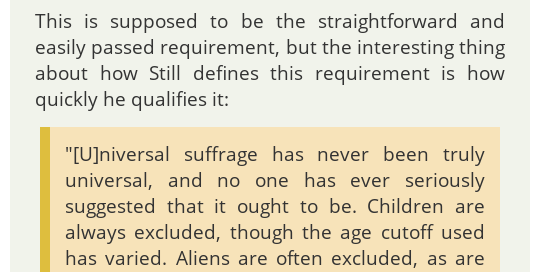 This is supposed to be the straightforward and
easily passed requirement, but the interesting thing
about how Still defines this requirement is how
quickly he qualifies it:
"[U]niversal suffrage has never been truly
universal, and no one has ever seriously
suggested that it ought to be. Children are
always excluded, though the age cutoff used
has varied. Aliens are often excluded, as are